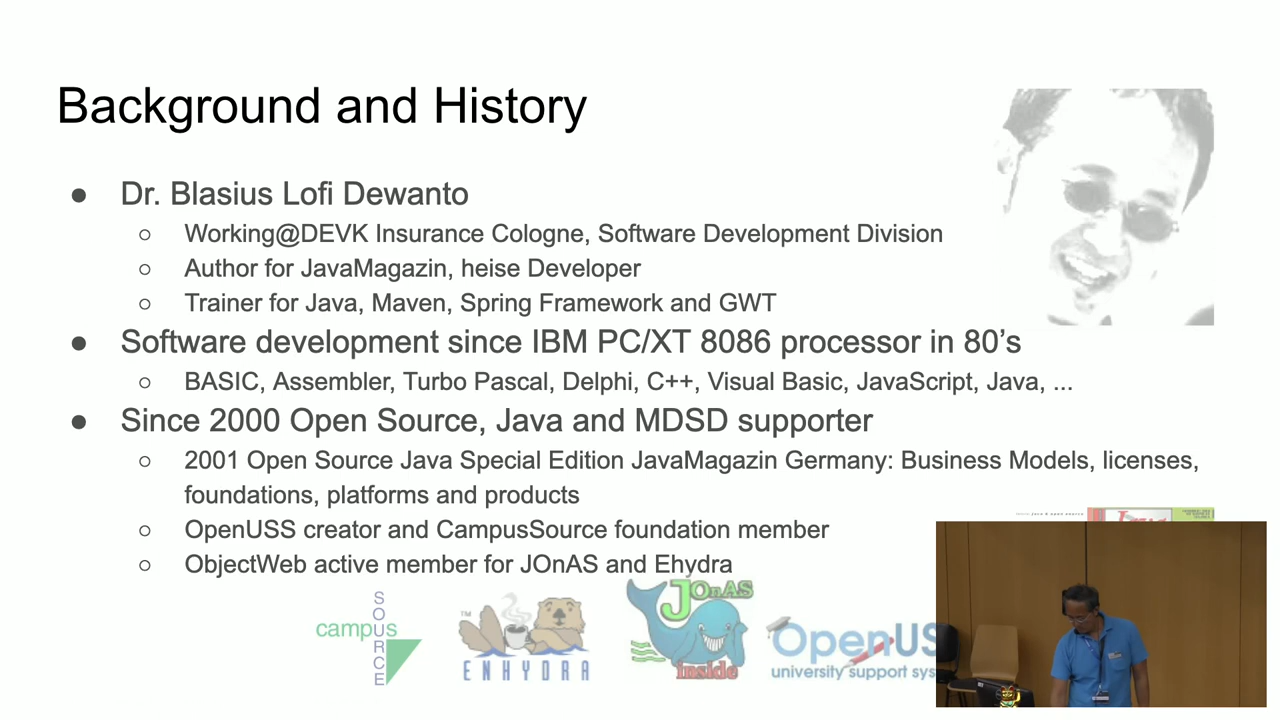 Background and History
● Dr. Blasius Lofi Dewanto
○ Working@DEVK Insurance Cologne, Software Development Division
○ Author for JavaMagazin, heise Developer
○ Trainer for Java, Maven, Spring Framework and GWT
● Software development since IBM PC/XT 8086 processor in 80’s
○ BASIC, Assembler, Turbo Pascal, Delphi, C++, Visual Basic, JavaScript, Java, ...
● Since 2000 Open Source, Java and MDSD supporter
○ 2001 Open Source Java Special Edition JavaMagazin Germany: Business Models, licenses,
foundations, platforms and products
○ OpenUSS creator and CampusSource foundation member
○ ObjectWeb active member for JOnAS and Ehydra
campus
SOURCE
TM
ENHYDRA
JOnAS
inside
OpenUS
university support sys